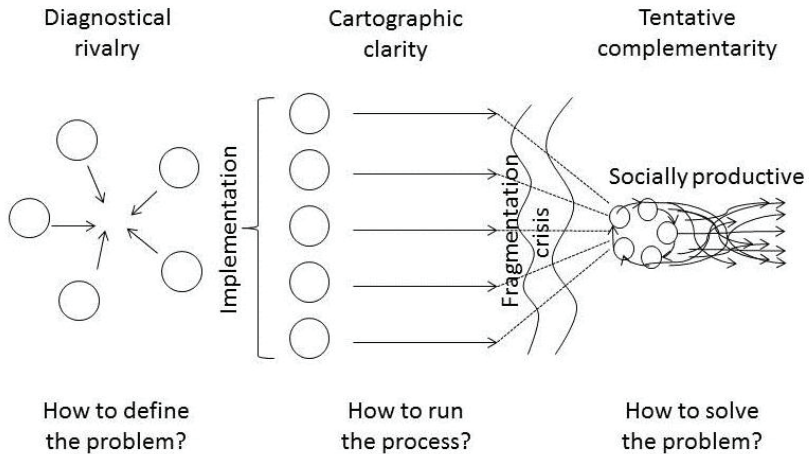 Diagnostical
rivalry
Cartographic
clarity
Tentative
complementarity
Implementation
Fragmentation
crisis
Socially productive
How to define
the problem?
How to run
the process?
How to solve
the problem?